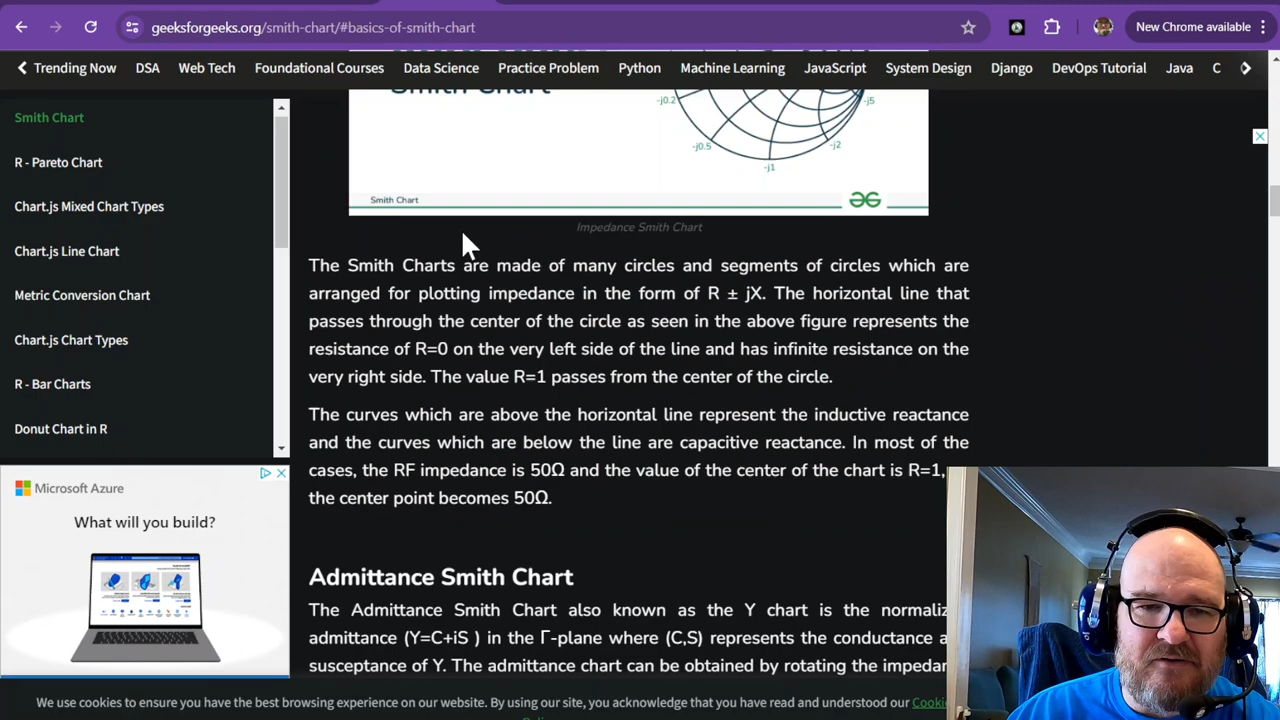 geeksforgeeks.org/smith-chart/#basics-of-smith-chart
New Chrome available
Trending Now
DSA
Web Tech
Foundational Courses
Data Science
Practice Problem
Python
Machine Learning
JavaScript
System Design
Django
DevOps Tutorial
Java
C
Smith Chart
R - Pareto Chart
Chart.js Mixed Chart Types
Chart.js Line Chart
Metric Conversion Chart
Chart.js Chart Types
R - Bar Charts
Donut Chart in R
Smith Chart
-j0.2
-j5
-j0.5
-j2
-j1
Smith Chart
Impedance Smith Chart
The Smith Charts are made of many circles and segments of circles which are
arranged for plotting impedance in the form of R ± jX. The horizontal line that
passes through the center of the circle as seen in the above figure represents the
resistance of R=0 on the very left side of the line and has infinite resistance on the
very right side. The value R=1 passes from the center of the circle.
The curves which are above the horizontal line represent the inductive reactance
and the curves which are below the line are capacitive reactance. In most of the
cases, the RF impedance is 50Ω and the value of the center of the chart is R=1,
the center point becomes 50Ω.
Admittance Smith Chart
The Admittance Smith Chart also known as the Y chart is the normaliz
admittance (Y=C+iS ) in the Γ-plane where (C,S) represents the conductance a
susceptance of Y. The admittance chart can be obtained by rotating the impedan
Microsoft Azure
What will you build?
We use cookies to ensure you have the best browsing experience on our website. By using our site, you acknowledge that you have read and understood our Cookie